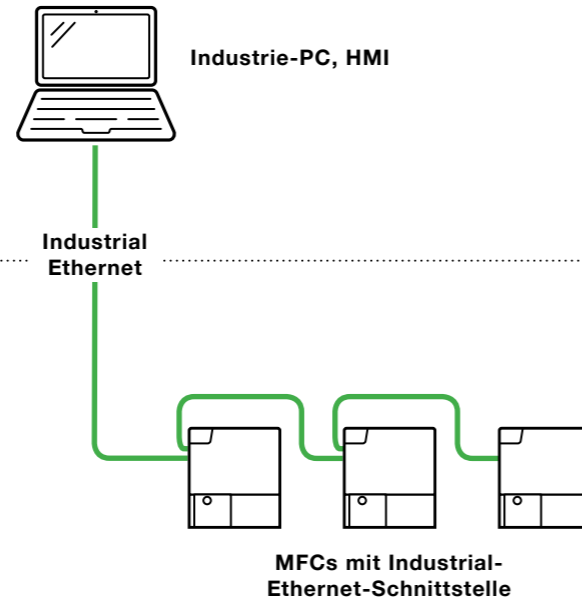 Industrie-PC, HMI
Industrial
Ethernet
MFCs mit Industrial-
Ethernet-Schnittstelle